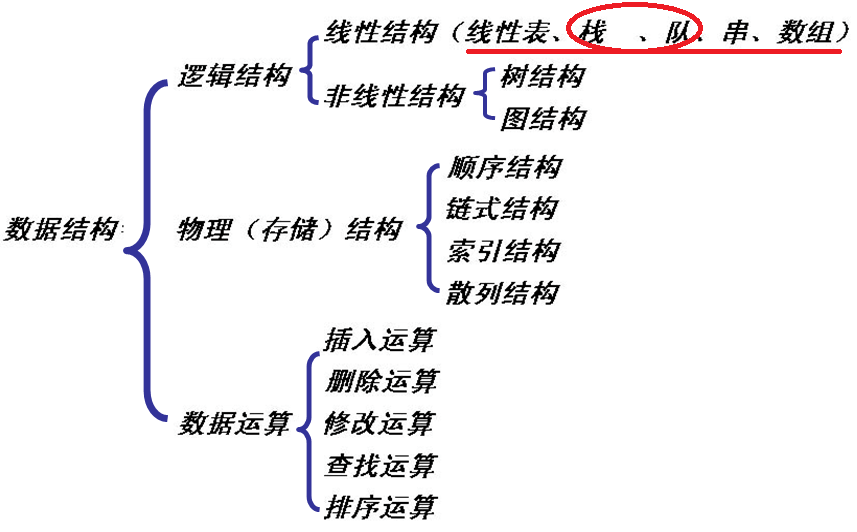 线性结构（线性表、栈 、队、串、数组）
逻辑结构
树结构
非线性结构
图结构
顺序结构
链式结构
数据结构:
物理（存储）结构
索引结构
散列结构
插入运算
删除运算
数据运算
修改运算
查找运算
排序运算